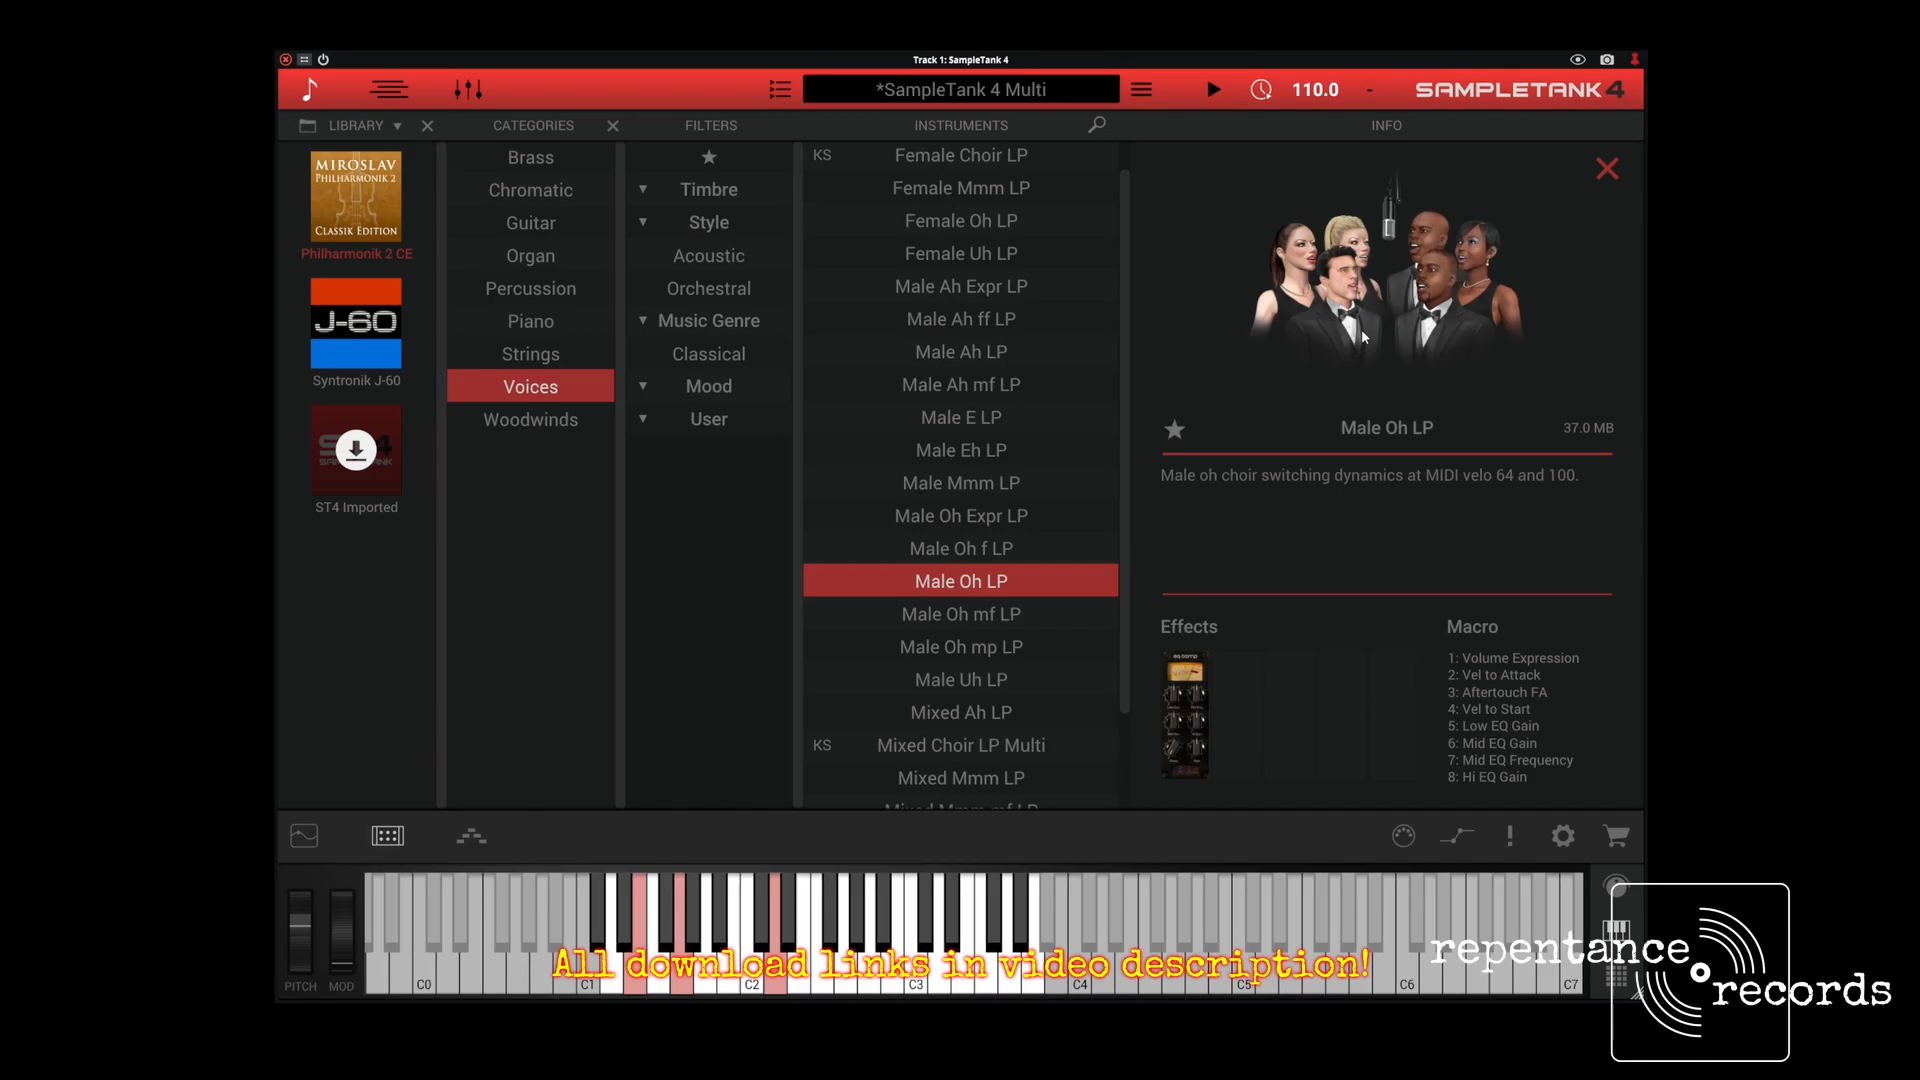 Track 1: SampleTank 4
*SampleTank 4 Multi
110.0
-
SAMPLETANK 4
LIBRARY
CATEGORIES
FILTERS
INSTRUMENTS
INFO
MIROSLAV
PHILHARMONIK 2
CLASSIK EDITION
Philharmonik 2 CE
J-60
Syntronik J-60
ST4 Imported
Brass
Chromatic
Guitar
Organ
Percussion
Piano
Strings
Voices
Woodwinds
Timbre
Style
Acoustic
Orchestral
Music Genre
Classical
Mood
User
KS Female Choir LP
Female Mmm LP
Female Oh LP
Female Uh LP
Male Ah Expr LP
Male Ah ff LP
Male Ah LP
Male Ah mf LP
Male E LP
Male Eh LP
Male Mmm LP
Male Oh Expr LP
Male Oh f LP
Male Oh LP
Male Oh mf LP
Male Oh mp LP
Male Uh LP
Mixed Ah LP
KS Mixed Choir LP Multi
Mixed Mmm LP
Mixed Mmm mf LP
Male Oh LP
37.0 MB
Male oh choir switching dynamics at MIDI velo 64 and 100.
Effects
eq comp
Macro
1: Volume Expression
2: Vel to Attack
3: Aftertouch FA
4: Vel to Start
5: Low EQ Gain
6: Mid EQ Gain
7: Mid EQ Frequency
8: Hi EQ Gain
PITCH
MOD
C0
C1
C2
C3
C4
C5
C6
C7
All download links in video description!
repentance
records